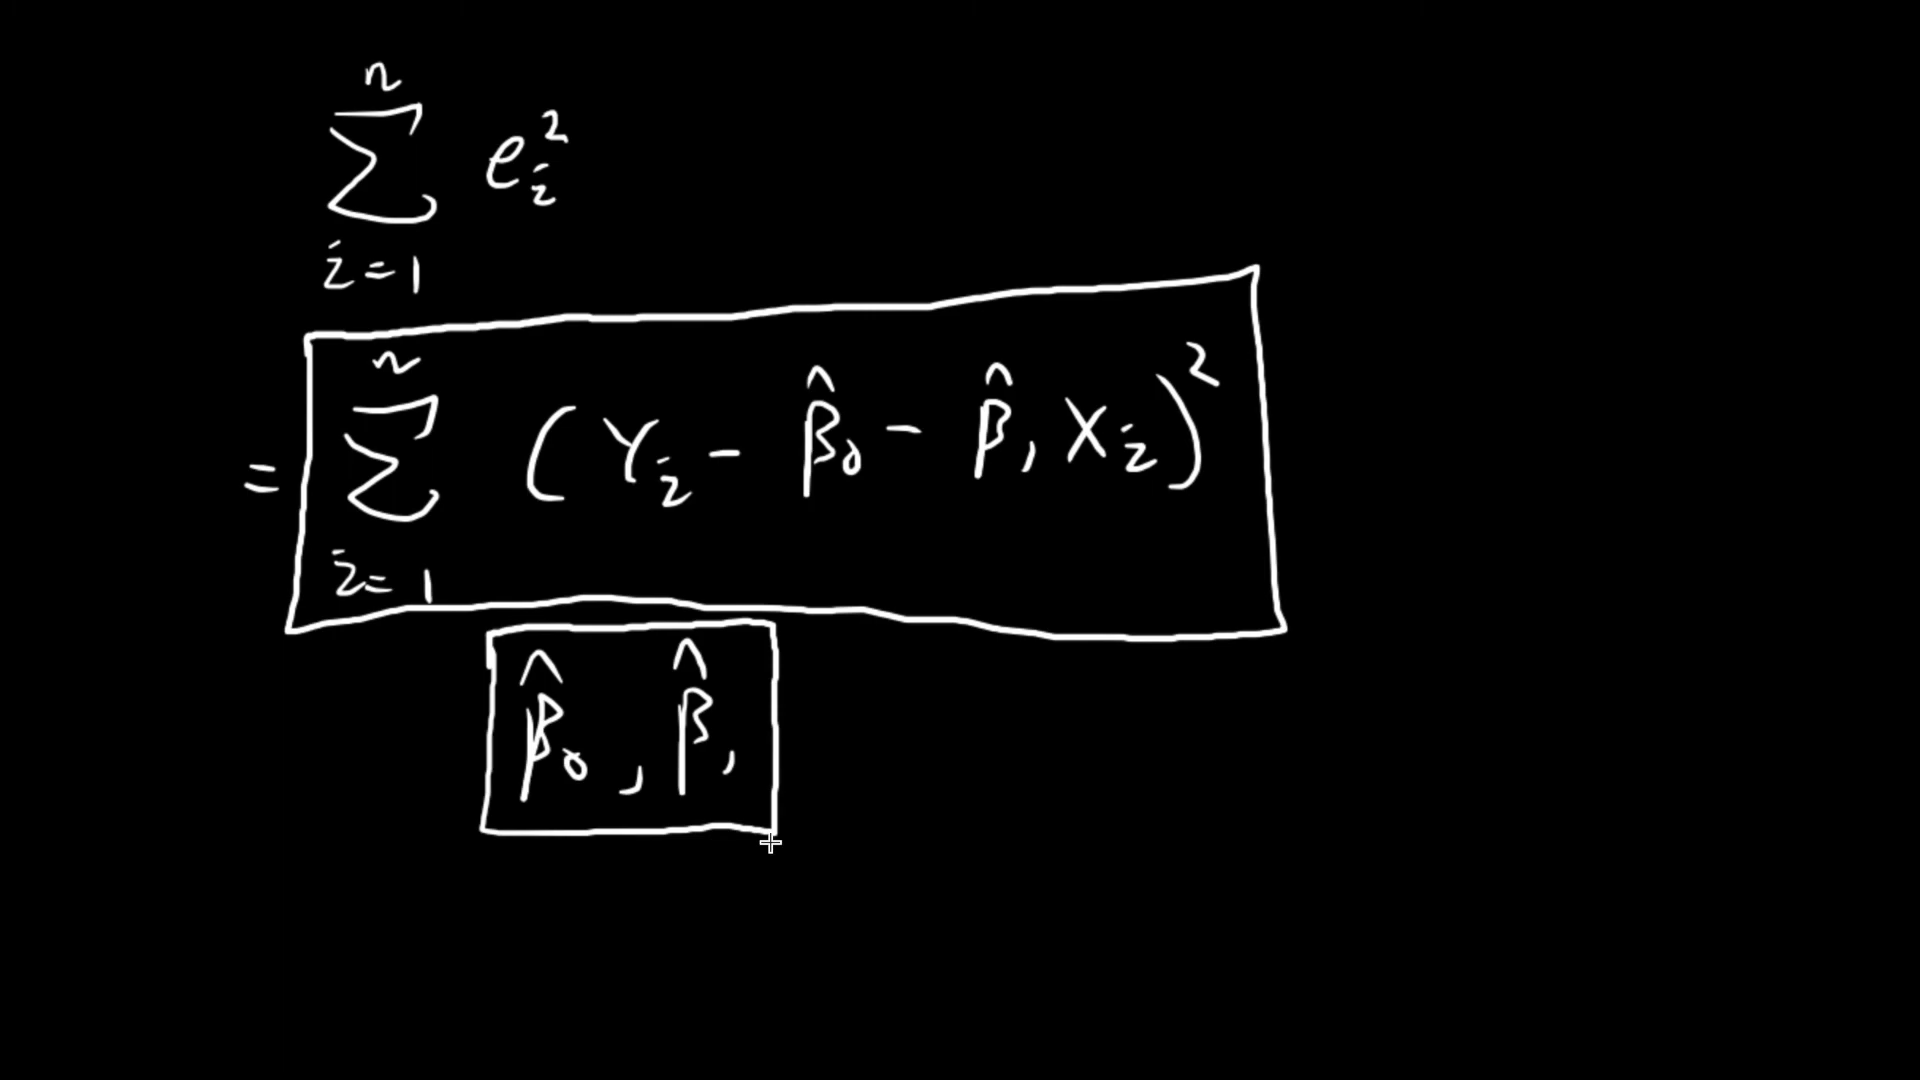 n
∑ e_i^2
i=1
n
= ∑ (Y_i - β̂_0 - β̂_1 X_i)^2
i=1
β̂_0 , β̂_1